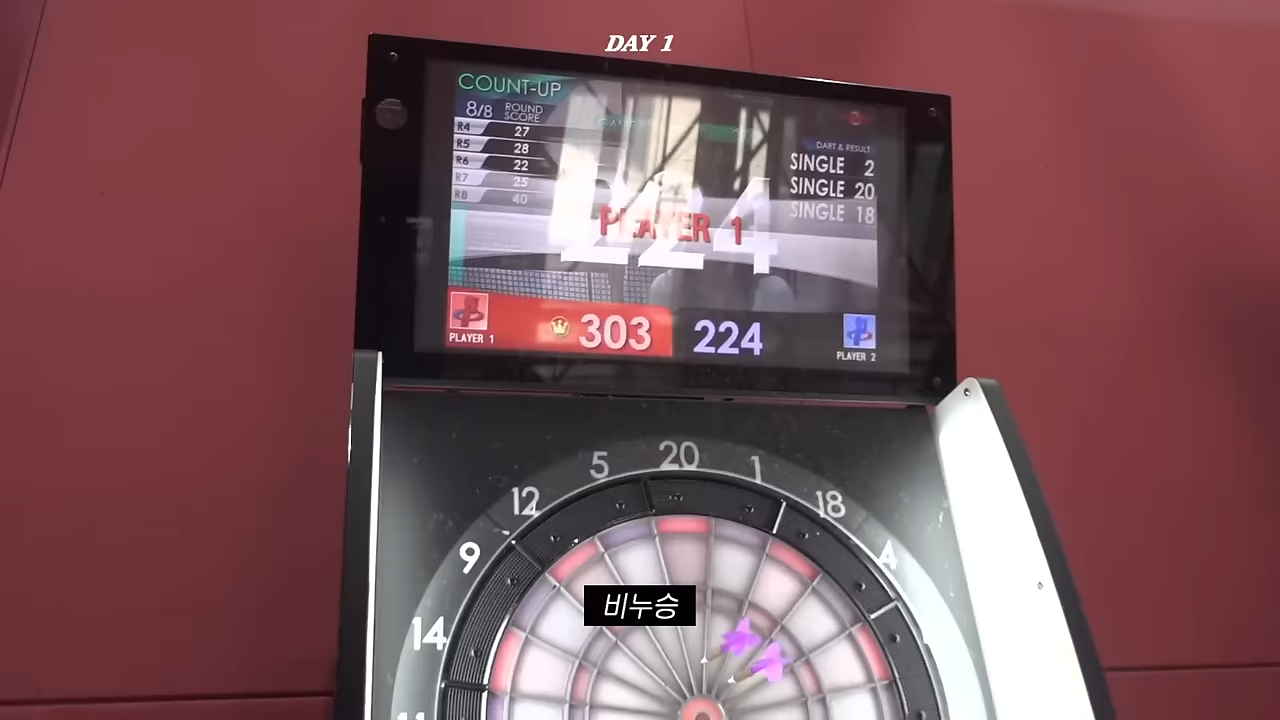 DAY 1
COUNT-UP
8/8 ROUND SCORE
R4 27
R5 28
R6 22
R7 25
R8 40
DART & RESULT
SINGLE 2
SINGLE 20
SINGLE 18
224
PLAYER 1
303
224
PLAYER 1
PLAYER 2
5 20 1
12 18
9 4
14
11
비누승